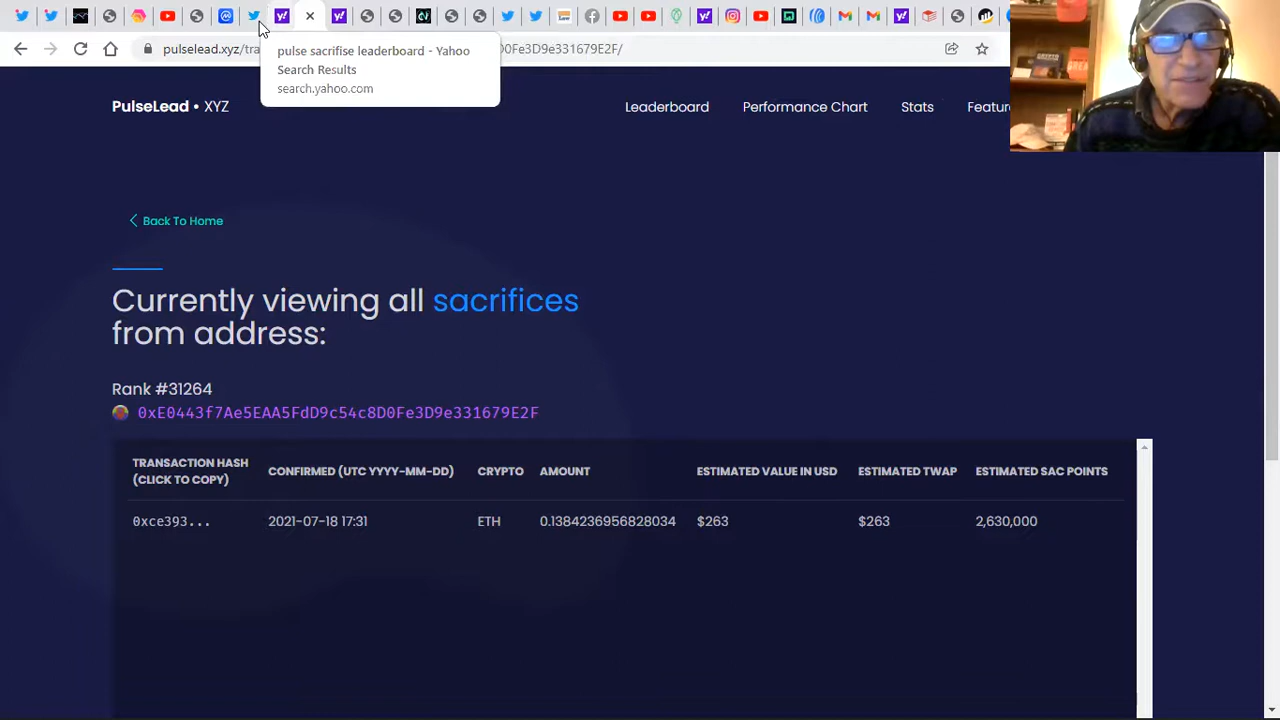 pulselead.xyz/tra
0Fe3D9e331679E2F/
pulse sacrifise leaderboard - Yahoo
Search Results
search.yahoo.com
PulseLead • XYZ
Leaderboard
Performance Chart
Stats
Featur
Back To Home
Currently viewing all sacrifices
from address:
Rank #31264
0xE0443f7Ae5EAA5FdD9c54c8D0Fe3D9e331679E2F
TRANSACTION HASH
(CLICK TO COPY)
CONFIRMED (UTC YYYY-MM-DD)
CRYPTO
AMOUNT
ESTIMATED VALUE IN USD
ESTIMATED TWAP
ESTIMATED SAC POINTS
0xce393...
2021-07-18 17:31
ETH
0.1384236956828034
$263
$263
2,630,000